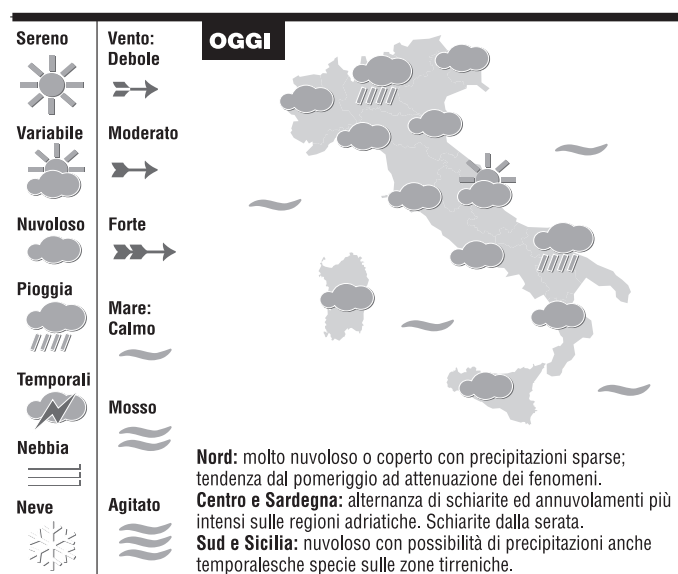 Sereno
Variabile
Nuvoloso
Pioggia
Temporali
Nebbia
Neve
Vento:
Debole
Moderato
Forte
Mare:
Calmo
Mosso
Agitato
OGGI
Nord: molto nuvoloso o coperto con precipitazioni sparse;
tendenza dal pomeriggio ad attenuazione dei fenomeni.
Centro e Sardegna: alternanza di schiarite ed annuvolamenti più
intensi sulle regioni adriatiche. Schiarite dalla serata.
Sud e Sicilia: nuvoloso con possibilità di precipitazioni anche
temporalesche specie sulle zone tirreniche.